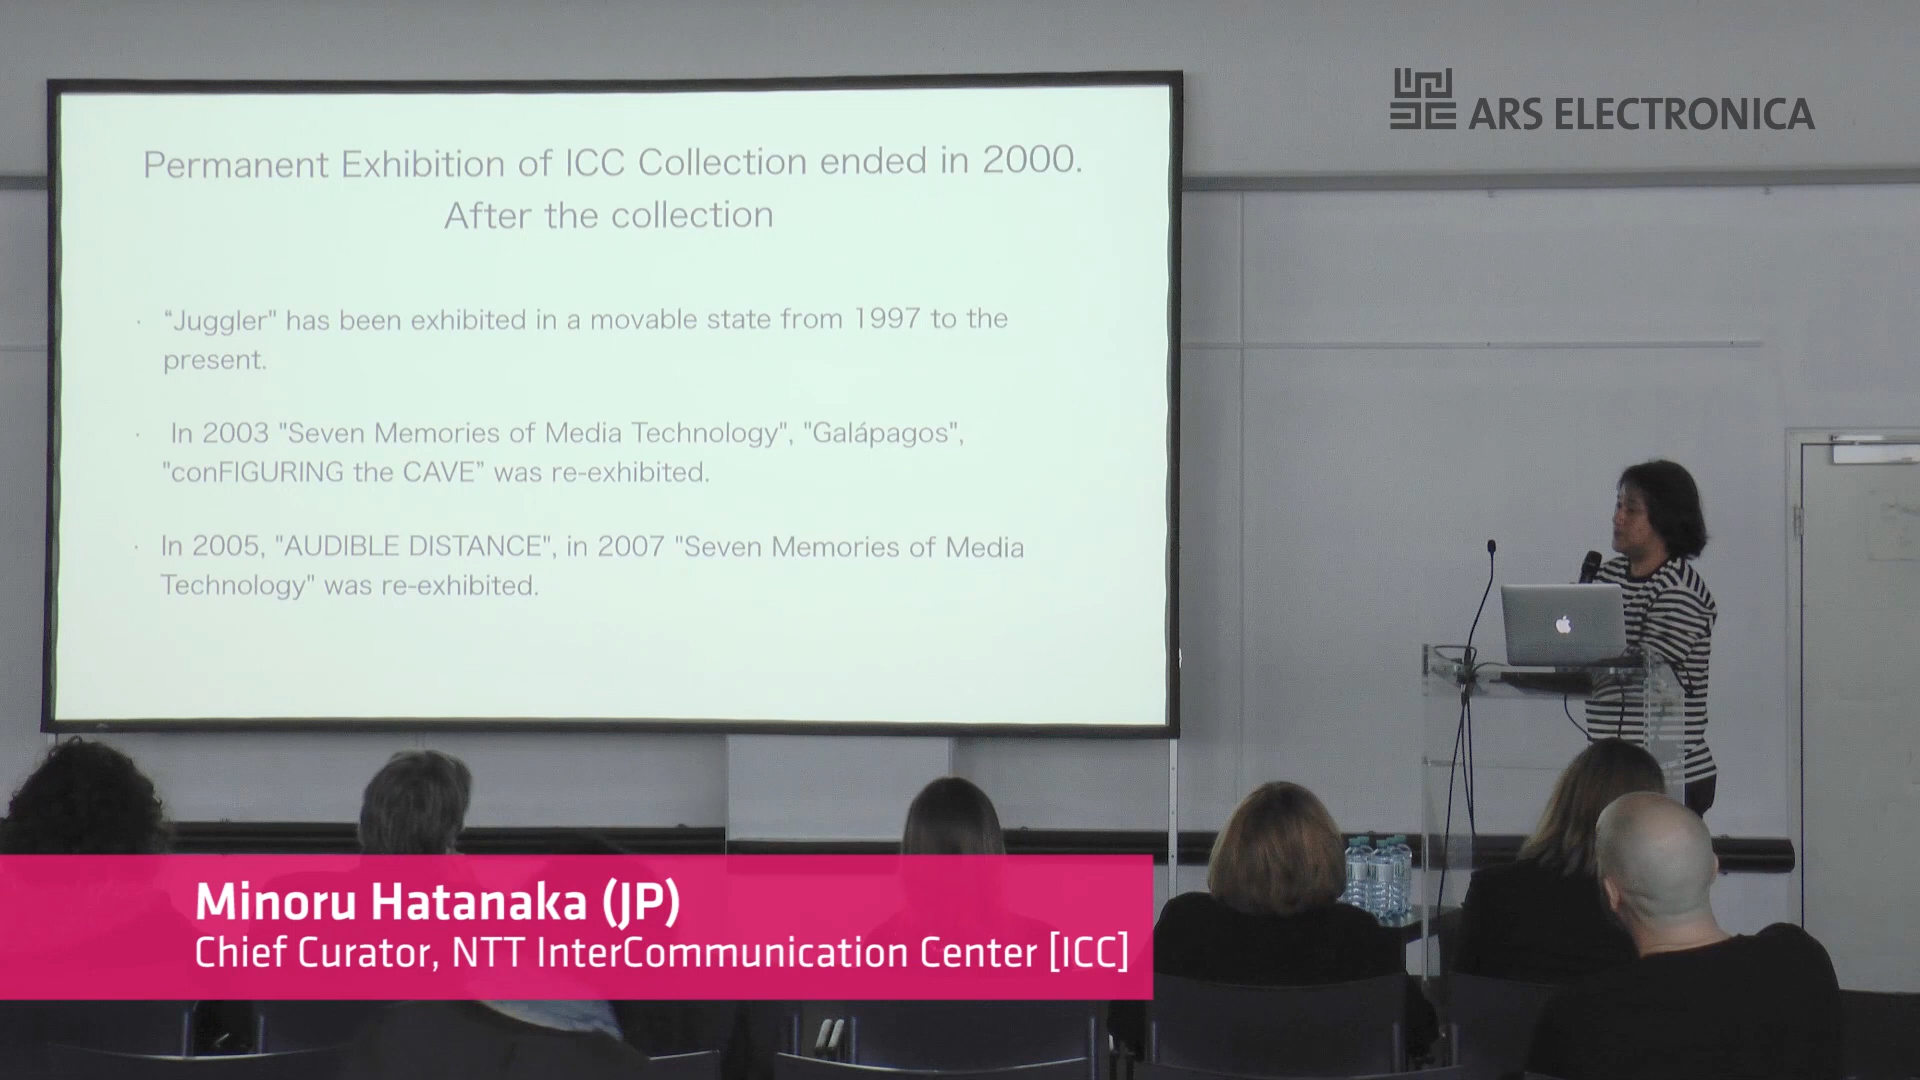 ARS ELECTRONICA
Permanent Exhibition of ICC Collection ended in 2000.
After the collection
· “Juggler" has been exhibited in a movable state from 1997 to the
present.
· In 2003 "Seven Memories of Media Technology", "Galápagos",
"conFIGURING the CAVE” was re-exhibited.
· In 2005, "AUDIBLE DISTANCE", in 2007 "Seven Memories of Media
Technology" was re-exhibited.
Minoru Hatanaka (JP)
Chief Curator, NTT InterCommunication Center [ICC]